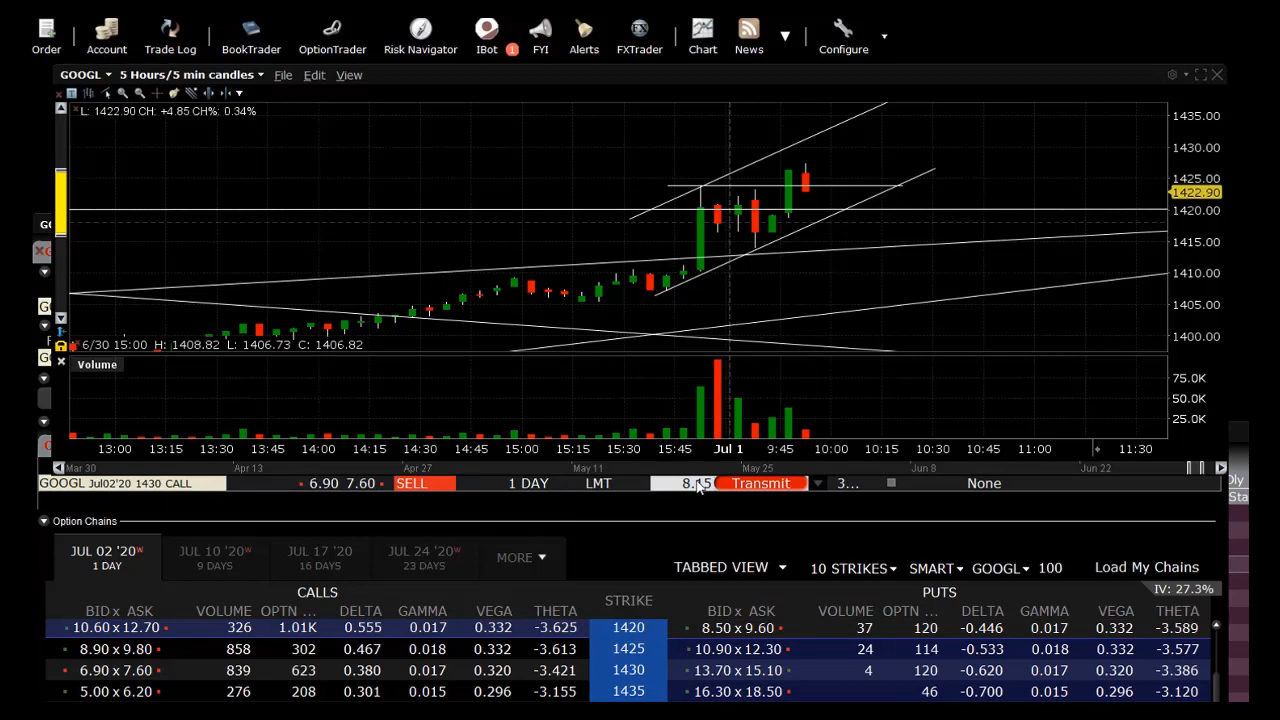 Order Account Trade Log BookTrader OptionTrader Risk Navigator IBot 1 FYI Alerts FXTrader Chart News Configure
GOOGL 5 Hours/5 min candles File Edit View
L: 1422.90 CH: +4.85 CH%: 0.34%
1435.00
1430.00
1425.00
1422.90
1420.00
1415.00
1410.00
1405.00
1400.00
6/30 15:00 H: 1408.82 L: 1406.73 C: 1406.82
Volume
75.0K
50.0K
25.0K
13:00 13:15 13:30 13:45 14:00 14:15 14:30 14:45 15:00 15:15 15:30 15:45 Jul 1 9:45 10:00 10:15 10:30 10:45 11:00 11:30
Mar 30 Apr 13 Apr 27 May 11 May 25 Jun 8 Jun 22
GOOGL Jul02'20 1430 CALL 6.90 7.60 SELL 1 DAY LMT 8.15 Transmit 3... None
Option Chains
JUL 02 '20W JUL 10 '20W JUL 17 '20 JUL 24 '20W MORE
1 DAY 9 DAYS 16 DAYS 23 DAYS
TABBED VIEW 10 STRIKES SMART GOOGL 100 Load My Chains
CALLS STRIKE PUTS IV: 27.3%
BID x ASK VOLUME OPTN ... DELTA GAMMA VEGA THETA BID x ASK VOLUME OPTN ... DELTA GAMMA VEGA THETA
10.60 x 12.70 326 1.01K 0.555 0.017 0.332 -3.625 1420 8.50 x 9.60 37 120 -0.446 0.017 0.332 -3.589
8.90 x 9.80 858 302 0.467 0.018 0.332 -3.613 1425 10.90 x 12.30 24 114 -0.533 0.018 0.332 -3.577
6.90 x 7.60 839 623 0.380 0.017 0.320 -3.421 1430 13.70 x 15.10 4 120 -0.620 0.017 0.320 -3.386
5.00 x 6.20 276 208 0.301 0.015 0.296 -3.155 1435 16.30 x 18.50 46 -0.700 0.015 0.296 -3.120